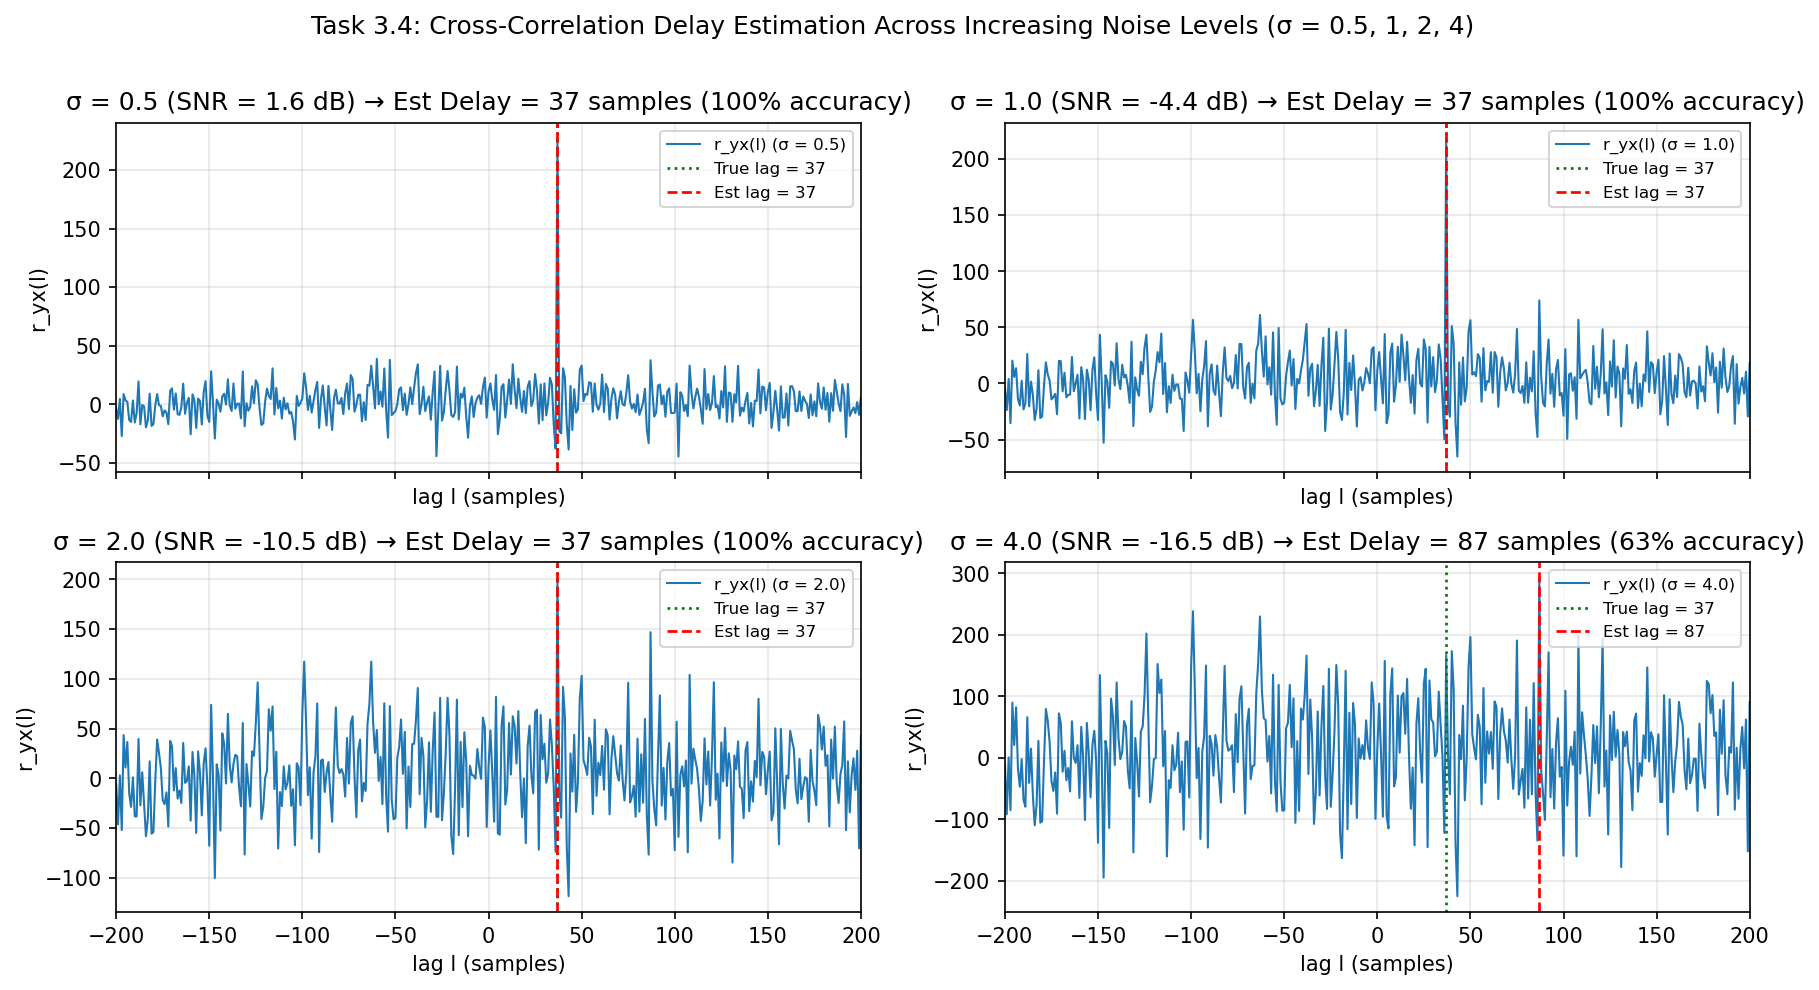 Task 3.4: Cross-Correlation Delay Estimation Across Increasing Noise Levels (σ = 0.5, 1, 2, 4)
σ = 0.5 (SNR = 1.6 dB) → Est Delay = 37 samples (100% accuracy)
r_yx(l) (σ = 0.5)
True lag = 37
Est lag = 37
200
150
100
50
0
−50
r_yx(l)
lag l (samples)
σ = 1.0 (SNR = -4.4 dB) → Est Delay = 37 samples (100% accuracy)
r_yx(l) (σ = 1.0)
True lag = 37
Est lag = 37
200
150
100
50
0
−50
r_yx(l)
lag l (samples)
σ = 2.0 (SNR = -10.5 dB) → Est Delay = 37 samples (100% accuracy)
r_yx(l) (σ = 2.0)
True lag = 37
Est lag = 37
200
150
100
50
0
−50
−100
r_yx(l)
−200 −150 −100 −50 0 50 100 150 200
lag l (samples)
σ = 4.0 (SNR = -16.5 dB) → Est Delay = 87 samples (63% accuracy)
r_yx(l) (σ = 4.0)
True lag = 37
Est lag = 87
300
200
100
0
−100
−200
r_yx(l)
−200 −150 −100 −50 0 50 100 150 200
lag l (samples)